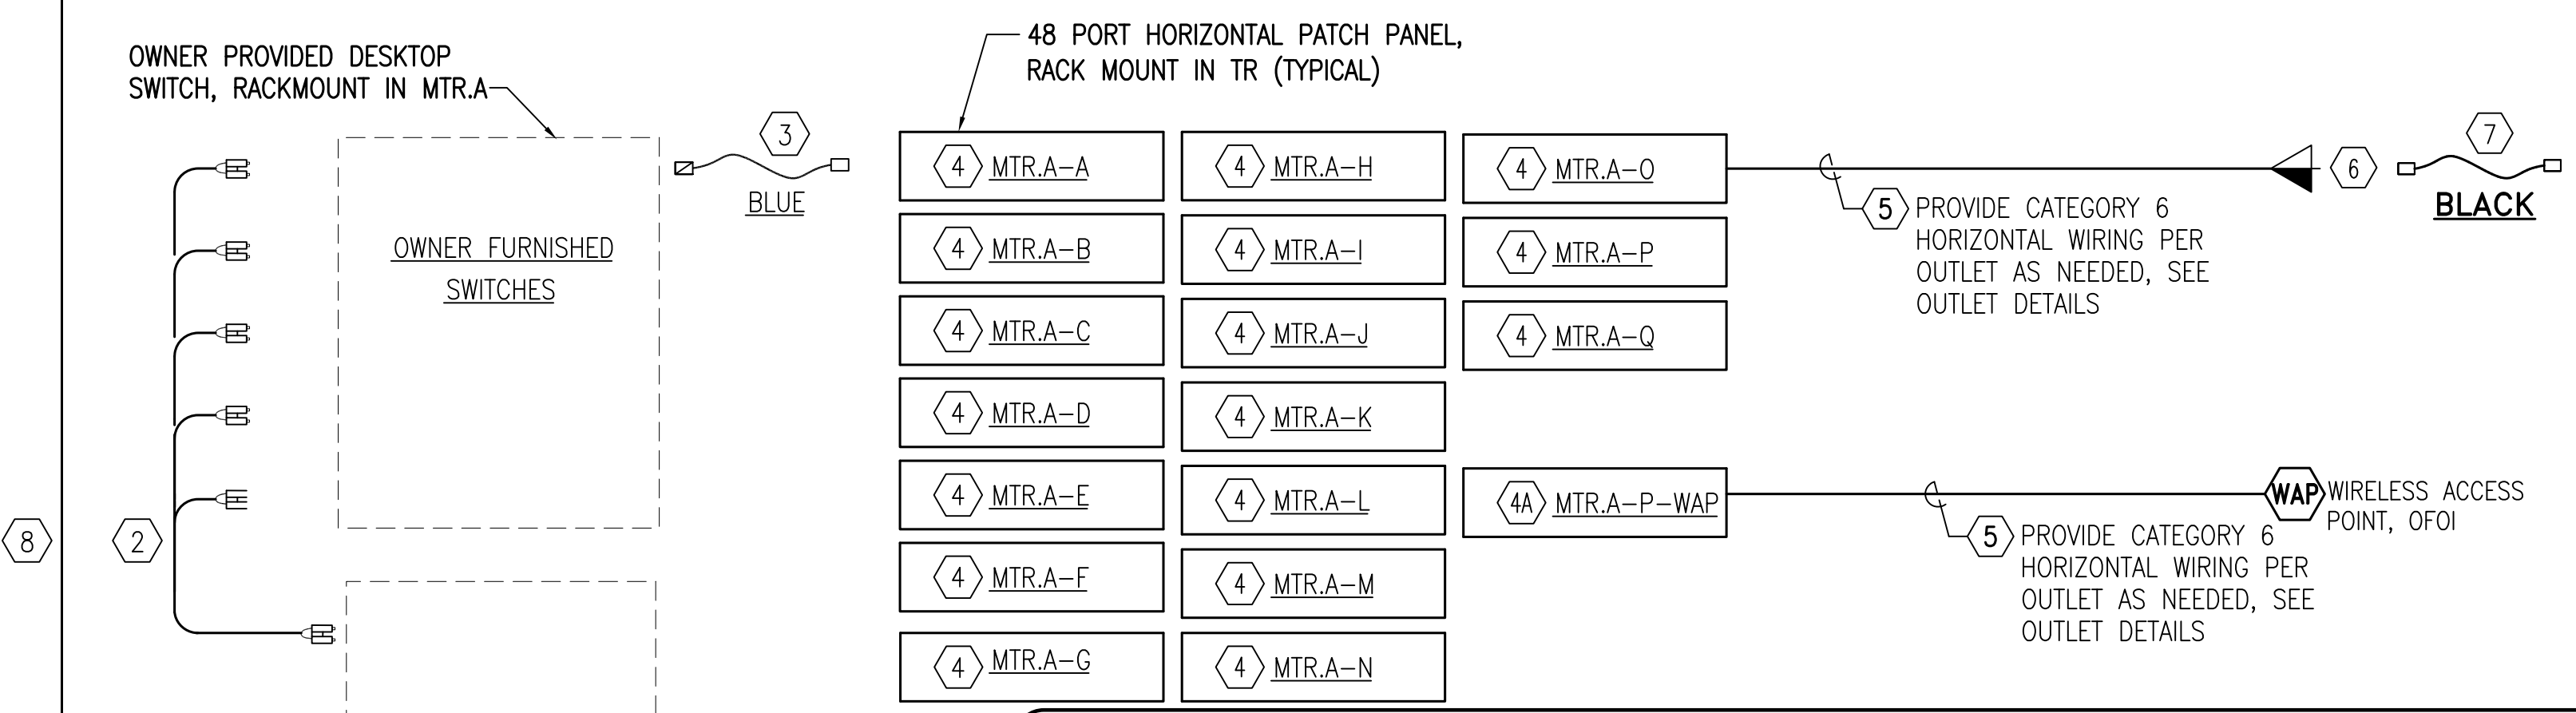 OWNER PROVIDED DESKTOP
SWITCH, RACKMOUNT IN MTR.A
48 PORT HORIZONTAL PATCH PANEL,
RACK MOUNT IN TR (TYPICAL)
OWNER FURNISHED
SWITCHES
3
BLUE
4 MTR.A-A
4 MTR.A-B
4 MTR.A-C
4 MTR.A-D
4 MTR.A-E
4 MTR.A-F
4 MTR.A-G
4 MTR.A-H
4 MTR.A-I
4 MTR.A-J
4 MTR.A-K
4 MTR.A-L
4 MTR.A-M
4 MTR.A-N
4 MTR.A-O
4 MTR.A-P
4 MTR.A-Q
4A MTR.A-P-WAP
5 PROVIDE CATEGORY 6
HORIZONTAL WIRING PER
OUTLET AS NEEDED, SEE
OUTLET DETAILS
6
7
BLACK
WAP WIRELESS ACCESS
POINT, OFOI
5 PROVIDE CATEGORY 6
HORIZONTAL WIRING PER
OUTLET AS NEEDED, SEE
OUTLET DETAILS
8
2